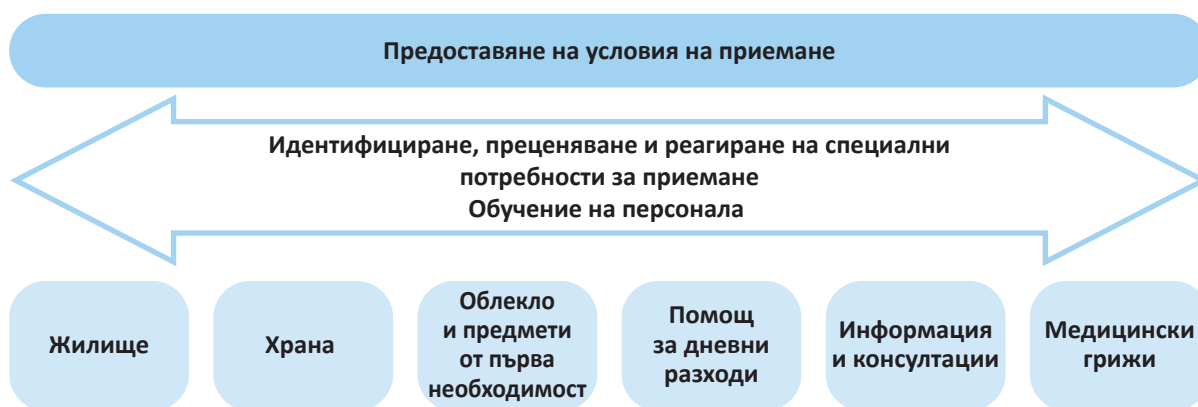 Предоставяне на условия на приемане
Идентифициране, преценяване и реагиране на специални
потребности за приемане
Обучение на персонала
Жилище
Храна
Облекло
и предмети
от първа
необходимост
Помощ
за дневни
разходи
Информация
и консултации
Медицински
грижи